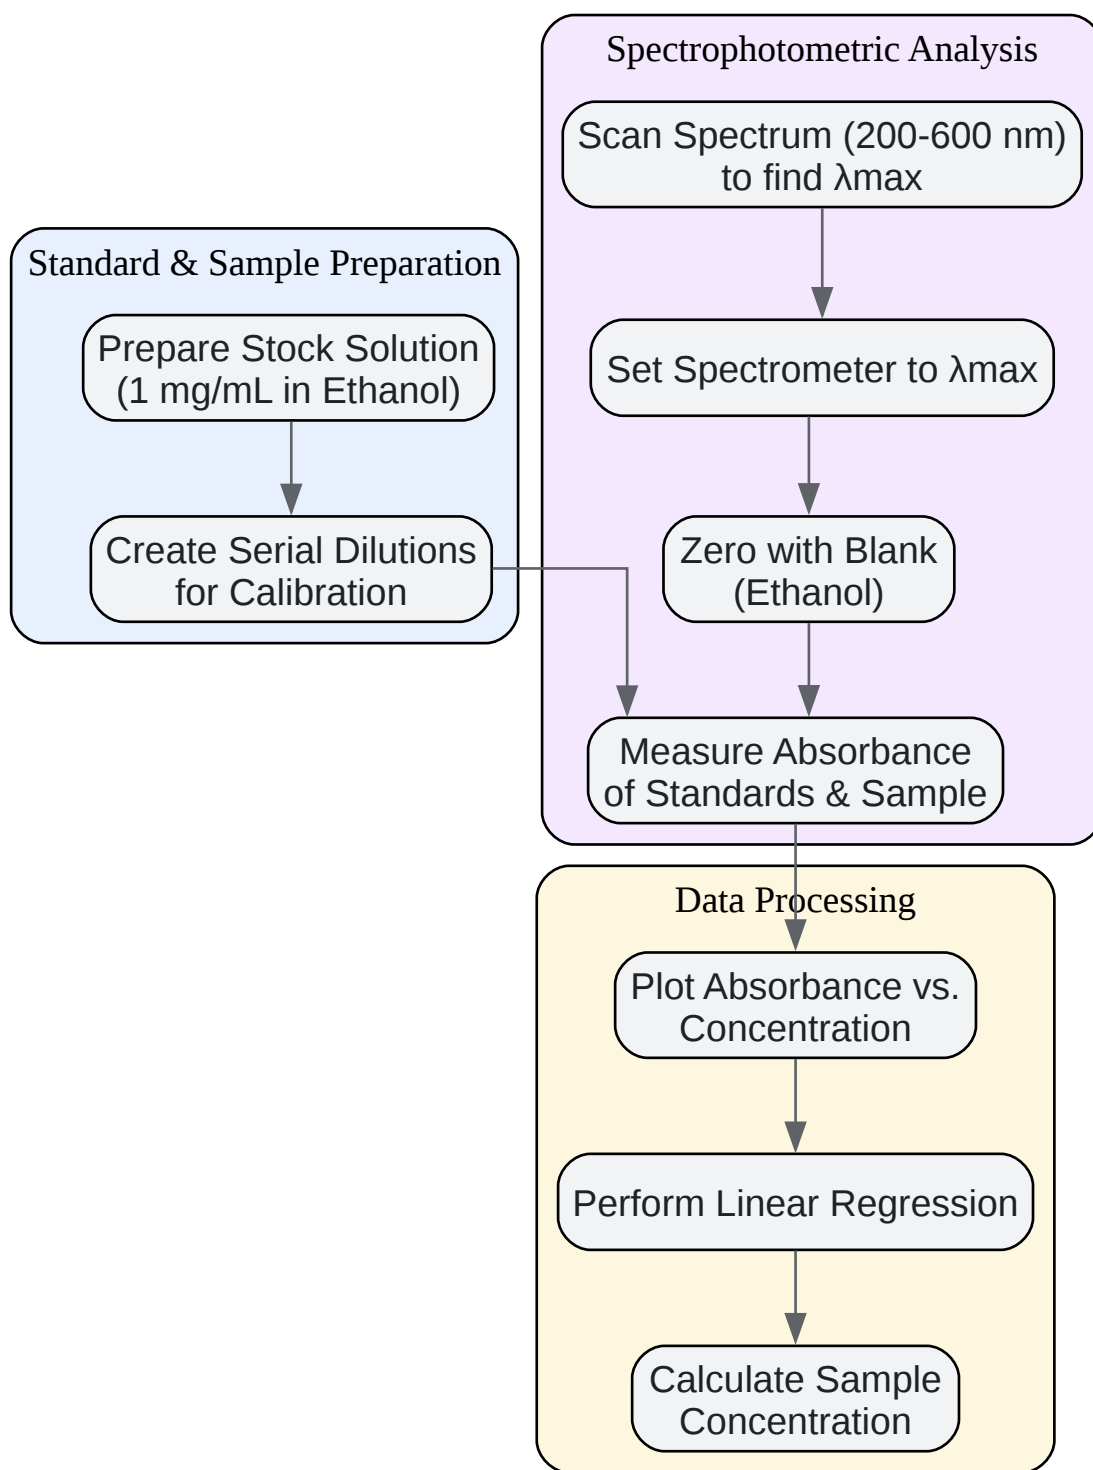 Standard & Sample Preparation
Prepare Stock Solution
(1 mg/mL in Ethanol)
Create Serial Dilutions
for Calibration
Spectrophotometric Analysis
Scan Spectrum (200-600 nm)
to find λmax
Set Spectrometer to λmax
Zero with Blank
(Ethanol)
Measure Absorbance
of Standards & Sample
Data Processing
Plot Absorbance vs.
Concentration
Perform Linear Regression
Calculate Sample
Concentration